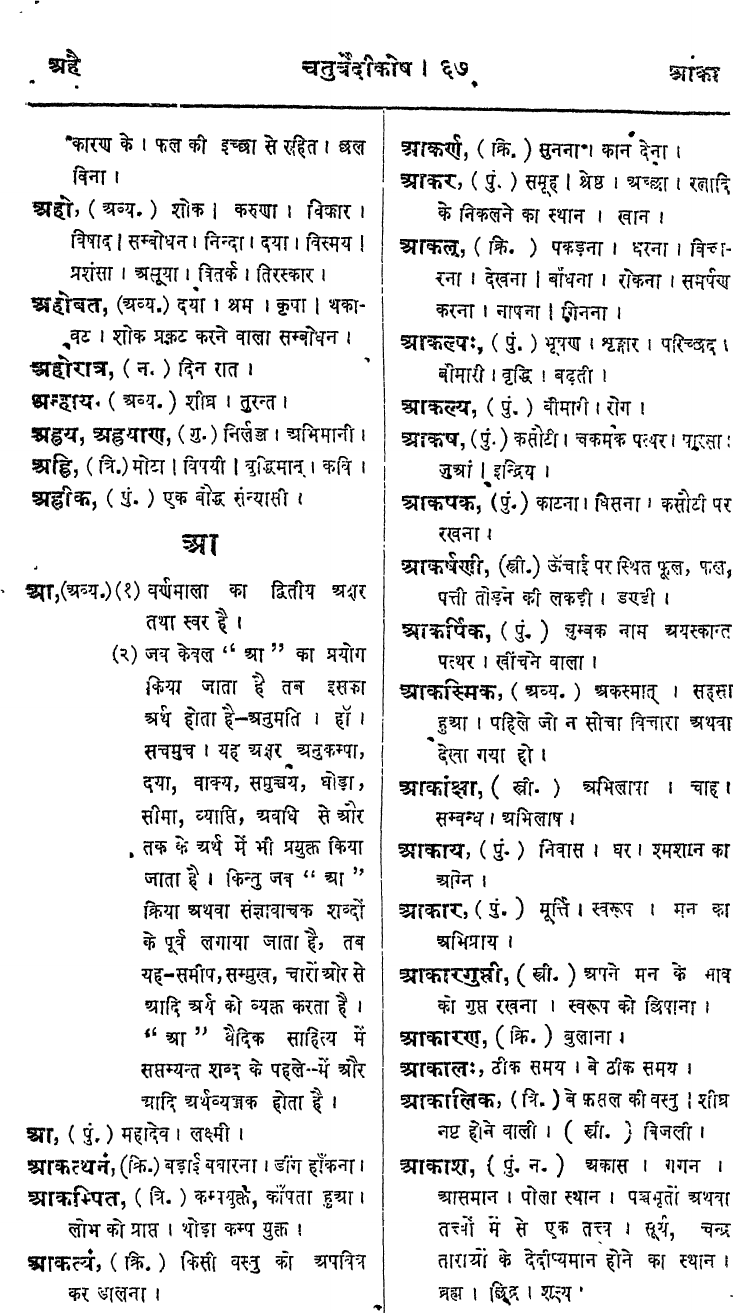 अहै
चतुर्वेदीकोष । ६७
आका
कारण के । फल की इच्छा से रहित । छल
विना ।
अहो, ( अव्य. ) शोक । करुणा । विकार ।
विषाद । सम्बोधन । निन्दा । दया । विस्मय ।
प्रशंसा । असूया । वितर्क । तिरस्कार ।
अहोबत, (अव्य.) दया । श्रम । कृपा । थका-
वट । शोक प्रकट करने वाला सम्बोधन ।
अहोरात्र, ( न. ) दिन रात ।
अन्हाय. ( अव्य. ) शीघ्र । तुरन्त ।
अह्रय, अह्रयाण, (गु.) निर्लज्ज । अभिमानी ।
अह्रि, (त्रि.) मोटा । विषयी । बुद्धिमान् । कवि ।
अह्रीक, ( पुं. ) एक बौद्ध संन्यासी ।
आ
आ,(अव्य.)(१) वर्णमाला का द्वितीय अक्षर
तथा स्वर है ।
(२) जब केवल “ आ ” का प्रयोग
किया जाता है तब इसका
अर्थ होता है–अनुमति । हाँ ।
सचमुच । यह अक्षर अनुकम्पा,
दया, वाक्य, समुच्चय, थोड़ा,
सीमा, व्याप्ति, अवधि से और
तक के अर्थ में भी प्रयुक्त किया
जाता है । किन्तु जब “ आ ”
क्रिया अथवा संज्ञावाचक शब्दों
के पूर्व लगाया जाता है, तब
यह–समीप, सम्मुख, चारों ओर से
आदि अर्थ को व्यक्त करता है ।
“ आ ” वैदिक साहित्य में
सप्तम्यन्त शब्द के पहले–में और
आदि अर्थव्यञ्जक होता है ।
आ, ( पुं. ) महादेव । लक्ष्मी ।
आकत्थनं, (क्रि.) बड़ाई बघारना । डींग हाँकना ।
आकम्पित, ( त्रि. ) कम्पयुक्त, काँपता हुआ ।
लोभ को प्राप्त । थोड़ा कम्प युक्त ।
आकत्यं, ( क्रि. ) किसी वस्तु को अपवित्र
कर डालना ।
आकर्ण, ( क्रि. ) सुनना । कान देना ।
आकर, ( पुं. ) समूह । श्रेष्ठ । अच्छा । रत्नादि
के निकलने का स्थान । खान ।
आकल्, ( क्रि. ) पकड़ना । धरना । विचा-
रना । देखना । बाँधना । रोकना । समर्पण
करना । नापना । गिनना ।
आकल्पः, ( पुं. ) भूषण । शृङ्गार । परिच्छद ।
बीमारी । वृद्धि । बढ़ती ।
आकल्य, ( पुं. ) बीमारी । रोग ।
आकष, (पुं.) कसौटी । चकमक पत्थर । पारसा ।
जुआँ । इन्द्रिय ।
आकषक, (पुं.) काटना । घिसना । कसौटी पर
रखना ।
आकर्षणी, (स्त्री.) ऊँचाई पर स्थित फूल, फल,
पत्ती तोड़ने की लकड़ी । डण्डी ।
आकर्षिक, ( पुं. ) चुम्बक नाम अयस्कान्त
पत्थर । खींचने वाला ।
आकस्मिक, ( अव्य. ) अकस्मात् । सहसा
हुआ । पहिले जो न सोचा विचारा अथवा
देखा गया हो ।
आकांक्षा, ( स्त्री. ) अभिलाषा । चाह ।
सम्बन्ध । अभिलाष ।
आकाय, ( पुं. ) निवास । घर । श्मशान का
अग्नि ।
आकार, ( पुं. ) मूर्त्ति । स्वरूप । मन का
अभिप्राय ।
आकारगुप्ती, ( स्त्री. ) अपने मन के भाव
को गुप्त रखना । स्वरूप को छिपाना ।
आकारण, ( क्रि. ) बुलाना ।
आकालः, ठीक समय । बे ठीक समय ।
आकालिक, (त्रि.) बे फ़सल की वस्तु । शीघ्र
नष्ट होने वाली । ( स्त्री. ) बिजली ।
आकाश, ( पुं. न. ) अकास । गगन ।
आसमान । पोला स्थान । पञ्चभूतों अथवा
तत्त्वों में से एक तत्त्व । सूर्य, चन्द्र
ताराओं के देदीप्यमान होने का स्थान ।
ब्रह्म । छिद्र । शून्य